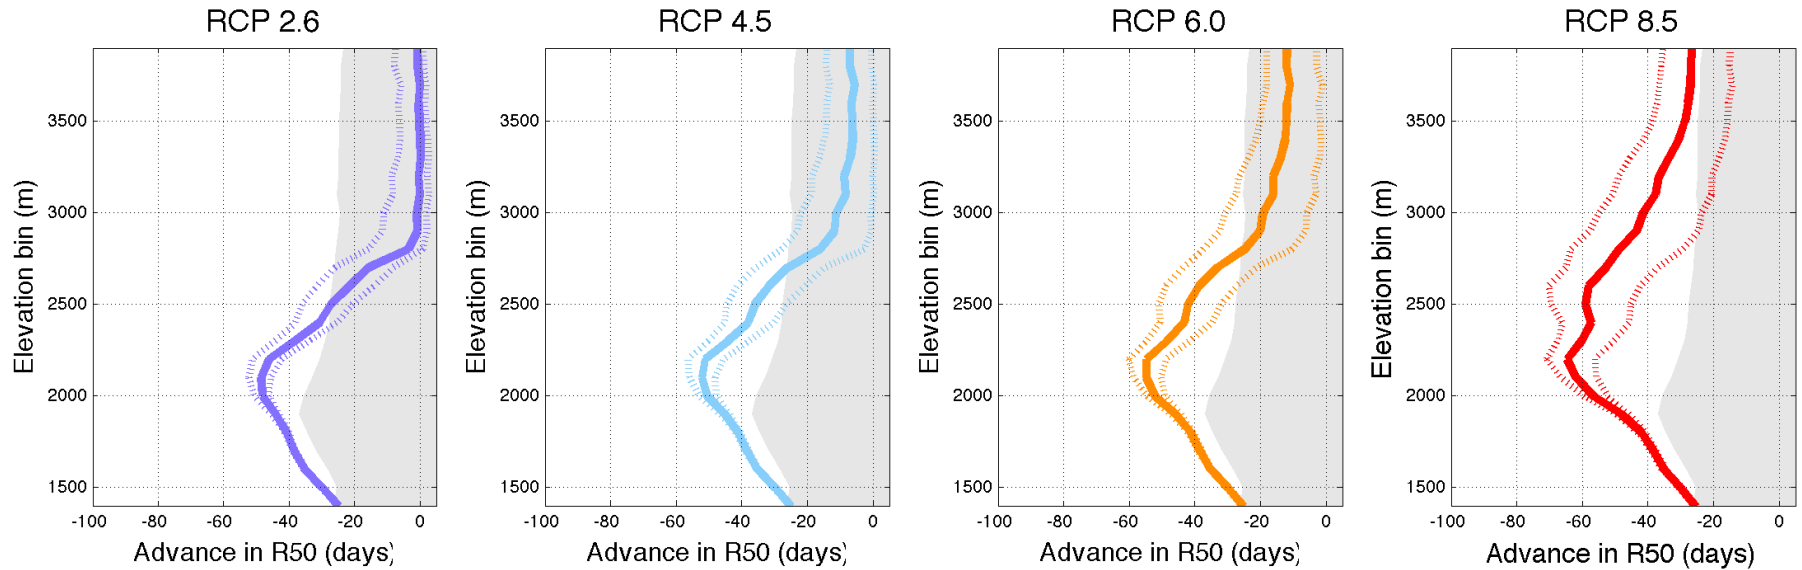 RCP 2.6
RCP 4.5
RCP 6.0
RCP 8.5
Elevation bin (m)
3500
3000
2500
2000
1500
-100 -80 -60 -40 -20 0
Advance in R50 (days)
Elevation bin (m)
3500
3000
2500
2000
1500
-100 -80 -60 -40 -20 0
Advance in R50 (days)
Elevation bin (m)
3500
3000
2500
2000
1500
-100 -80 -60 -40 -20 0
Advance in R50 (days)
Elevation bin (m)
3500
3000
2500
2000
1500
-100 -80 -60 -40 -20 0
Advance in R50 (days)